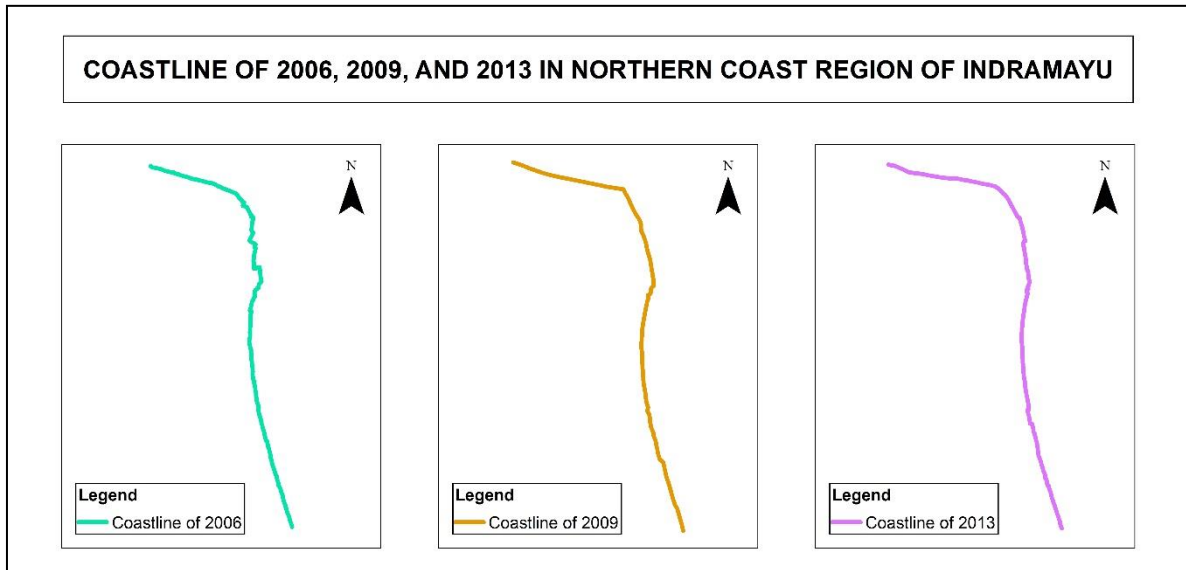 COASTLINE OF 2006, 2009, AND 2013 IN NORTHERN COAST REGION OF INDRAMAYU
N
Legend
Coastline of 2006
N
Legend
Coastline of 2009
N
Legend
Coastline of 2013